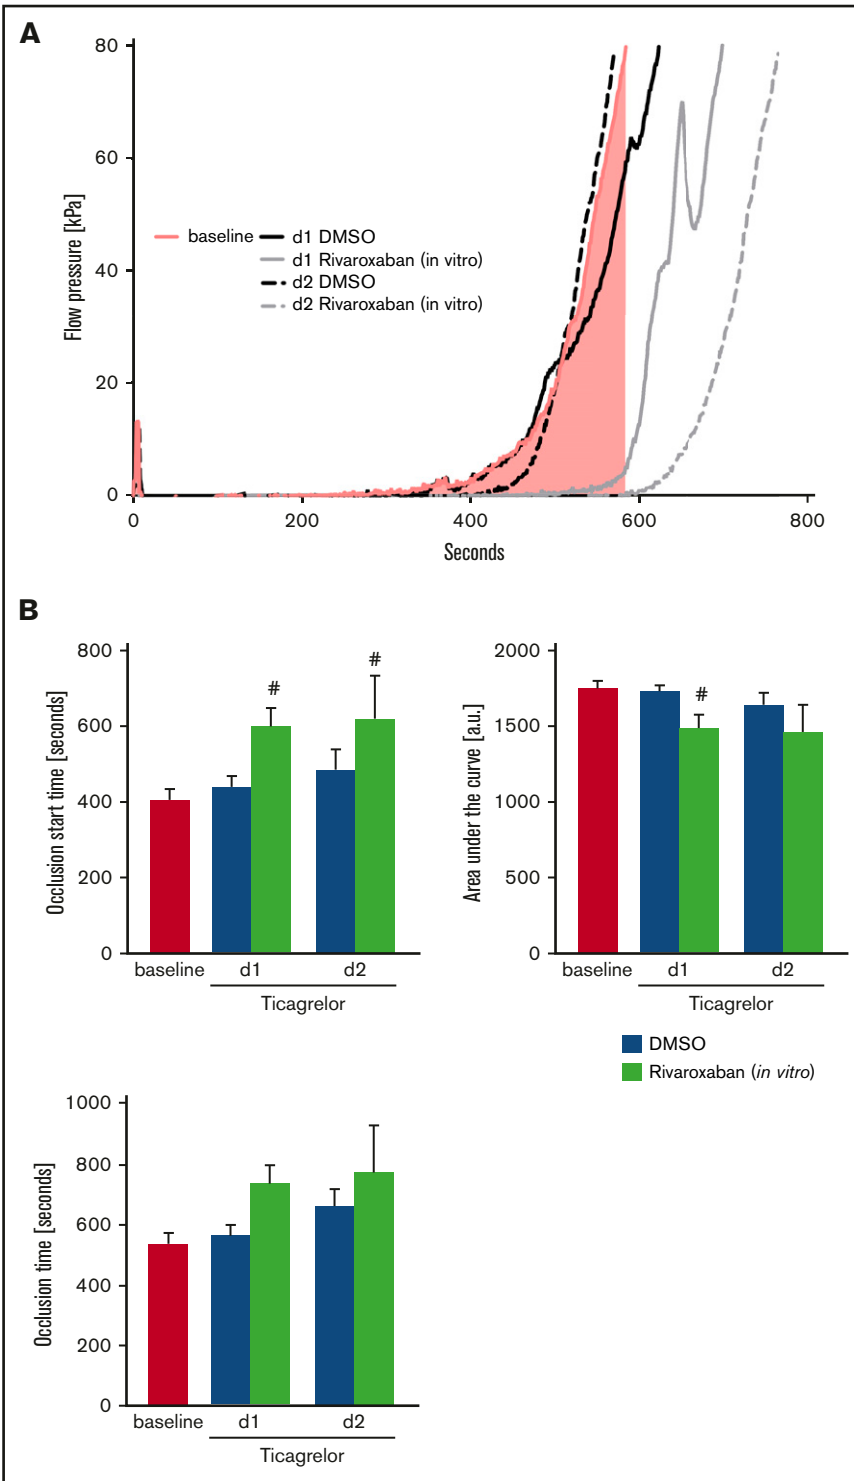 A
Flow pressure [kPa]
80
60
40
20
0
baseline
d1 DMSO
d1 Rivaroxaban (in vitro)
d2 DMSO
d2 Rivaroxaban (in vitro)
0 200 400 600 800
Seconds
B
Occlusion start time [seconds]
800
600
400
200
0
# #
baseline d1 d2
Ticagrelor
Area under the curve [a.u.]
2000
1500
1000
500
0
#
baseline d1 d2
Ticagrelor
DMSO
Rivaroxaban (in vitro)
Occlusion time [seconds]
1000
800
600
400
200
0
baseline d1 d2
Ticagrelor